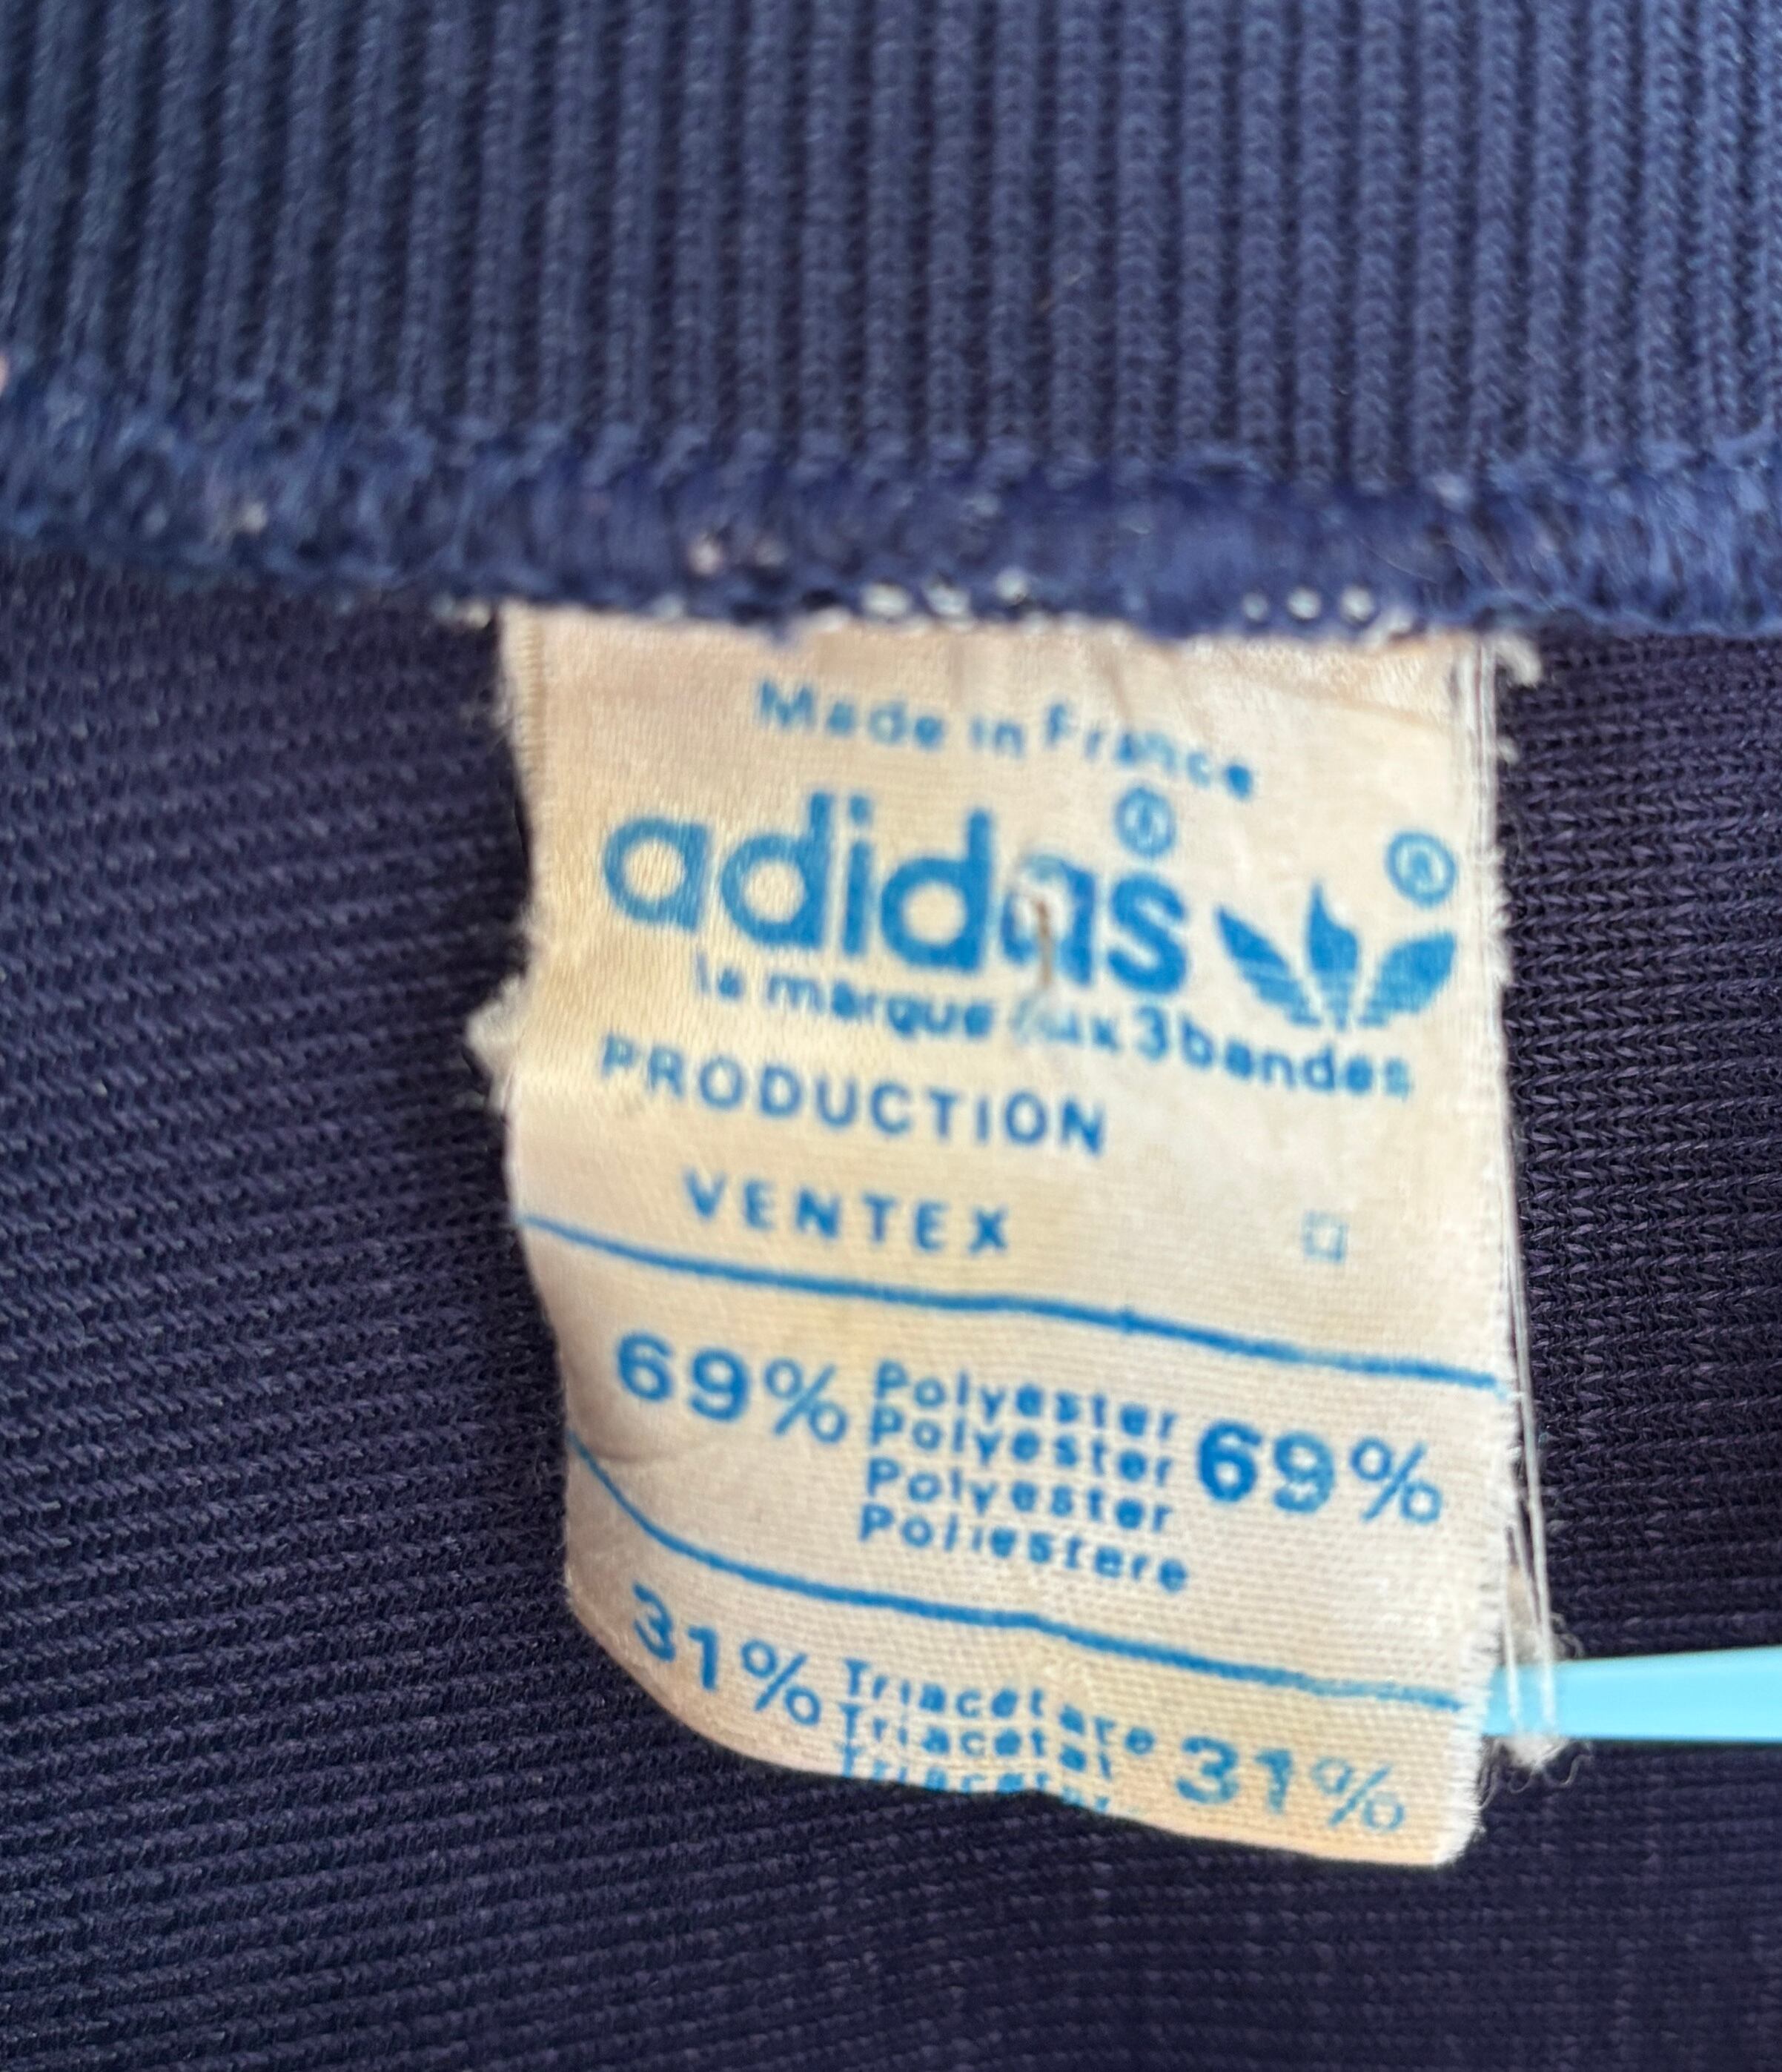 Made in France
adidas ® ®
la marque aux 3 bandes
PRODUCTION
VENTEX
69% Polyester 69%
Polyester
Polyester
Poliestere
31% Triacetate 31%
Triacetat